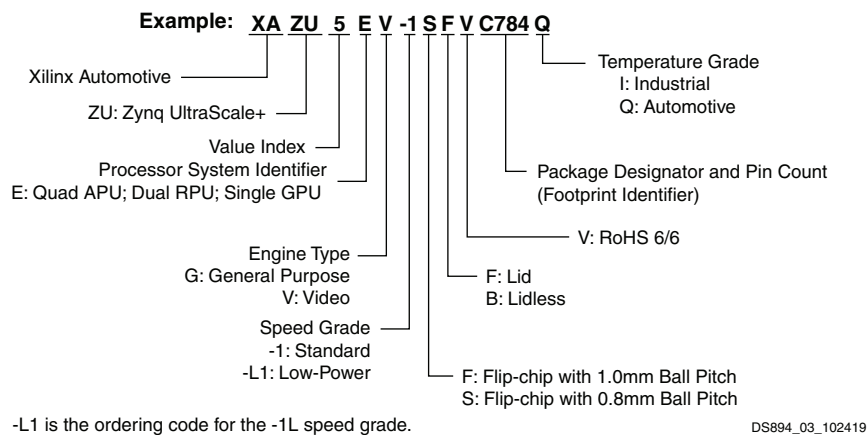 Example: XA ZU 5 E V -1 S F V C784 Q
Xilinx Automotive
ZU: Zynq UltraScale+
Value Index
Processor System Identifier
E: Quad APU; Dual RPU; Single GPU
Engine Type
G: General Purpose
V: Video
Speed Grade
-1: Standard
-L1: Low-Power
Temperature Grade
I: Industrial
Q: Automotive
Package Designator and Pin Count
(Footprint Identifier)
V: RoHS 6/6
F: Lid
B: Lidless
F: Flip-chip with 1.0mm Ball Pitch
S: Flip-chip with 0.8mm Ball Pitch
-L1 is the ordering code for the -1L speed grade.
DS894_03_102419